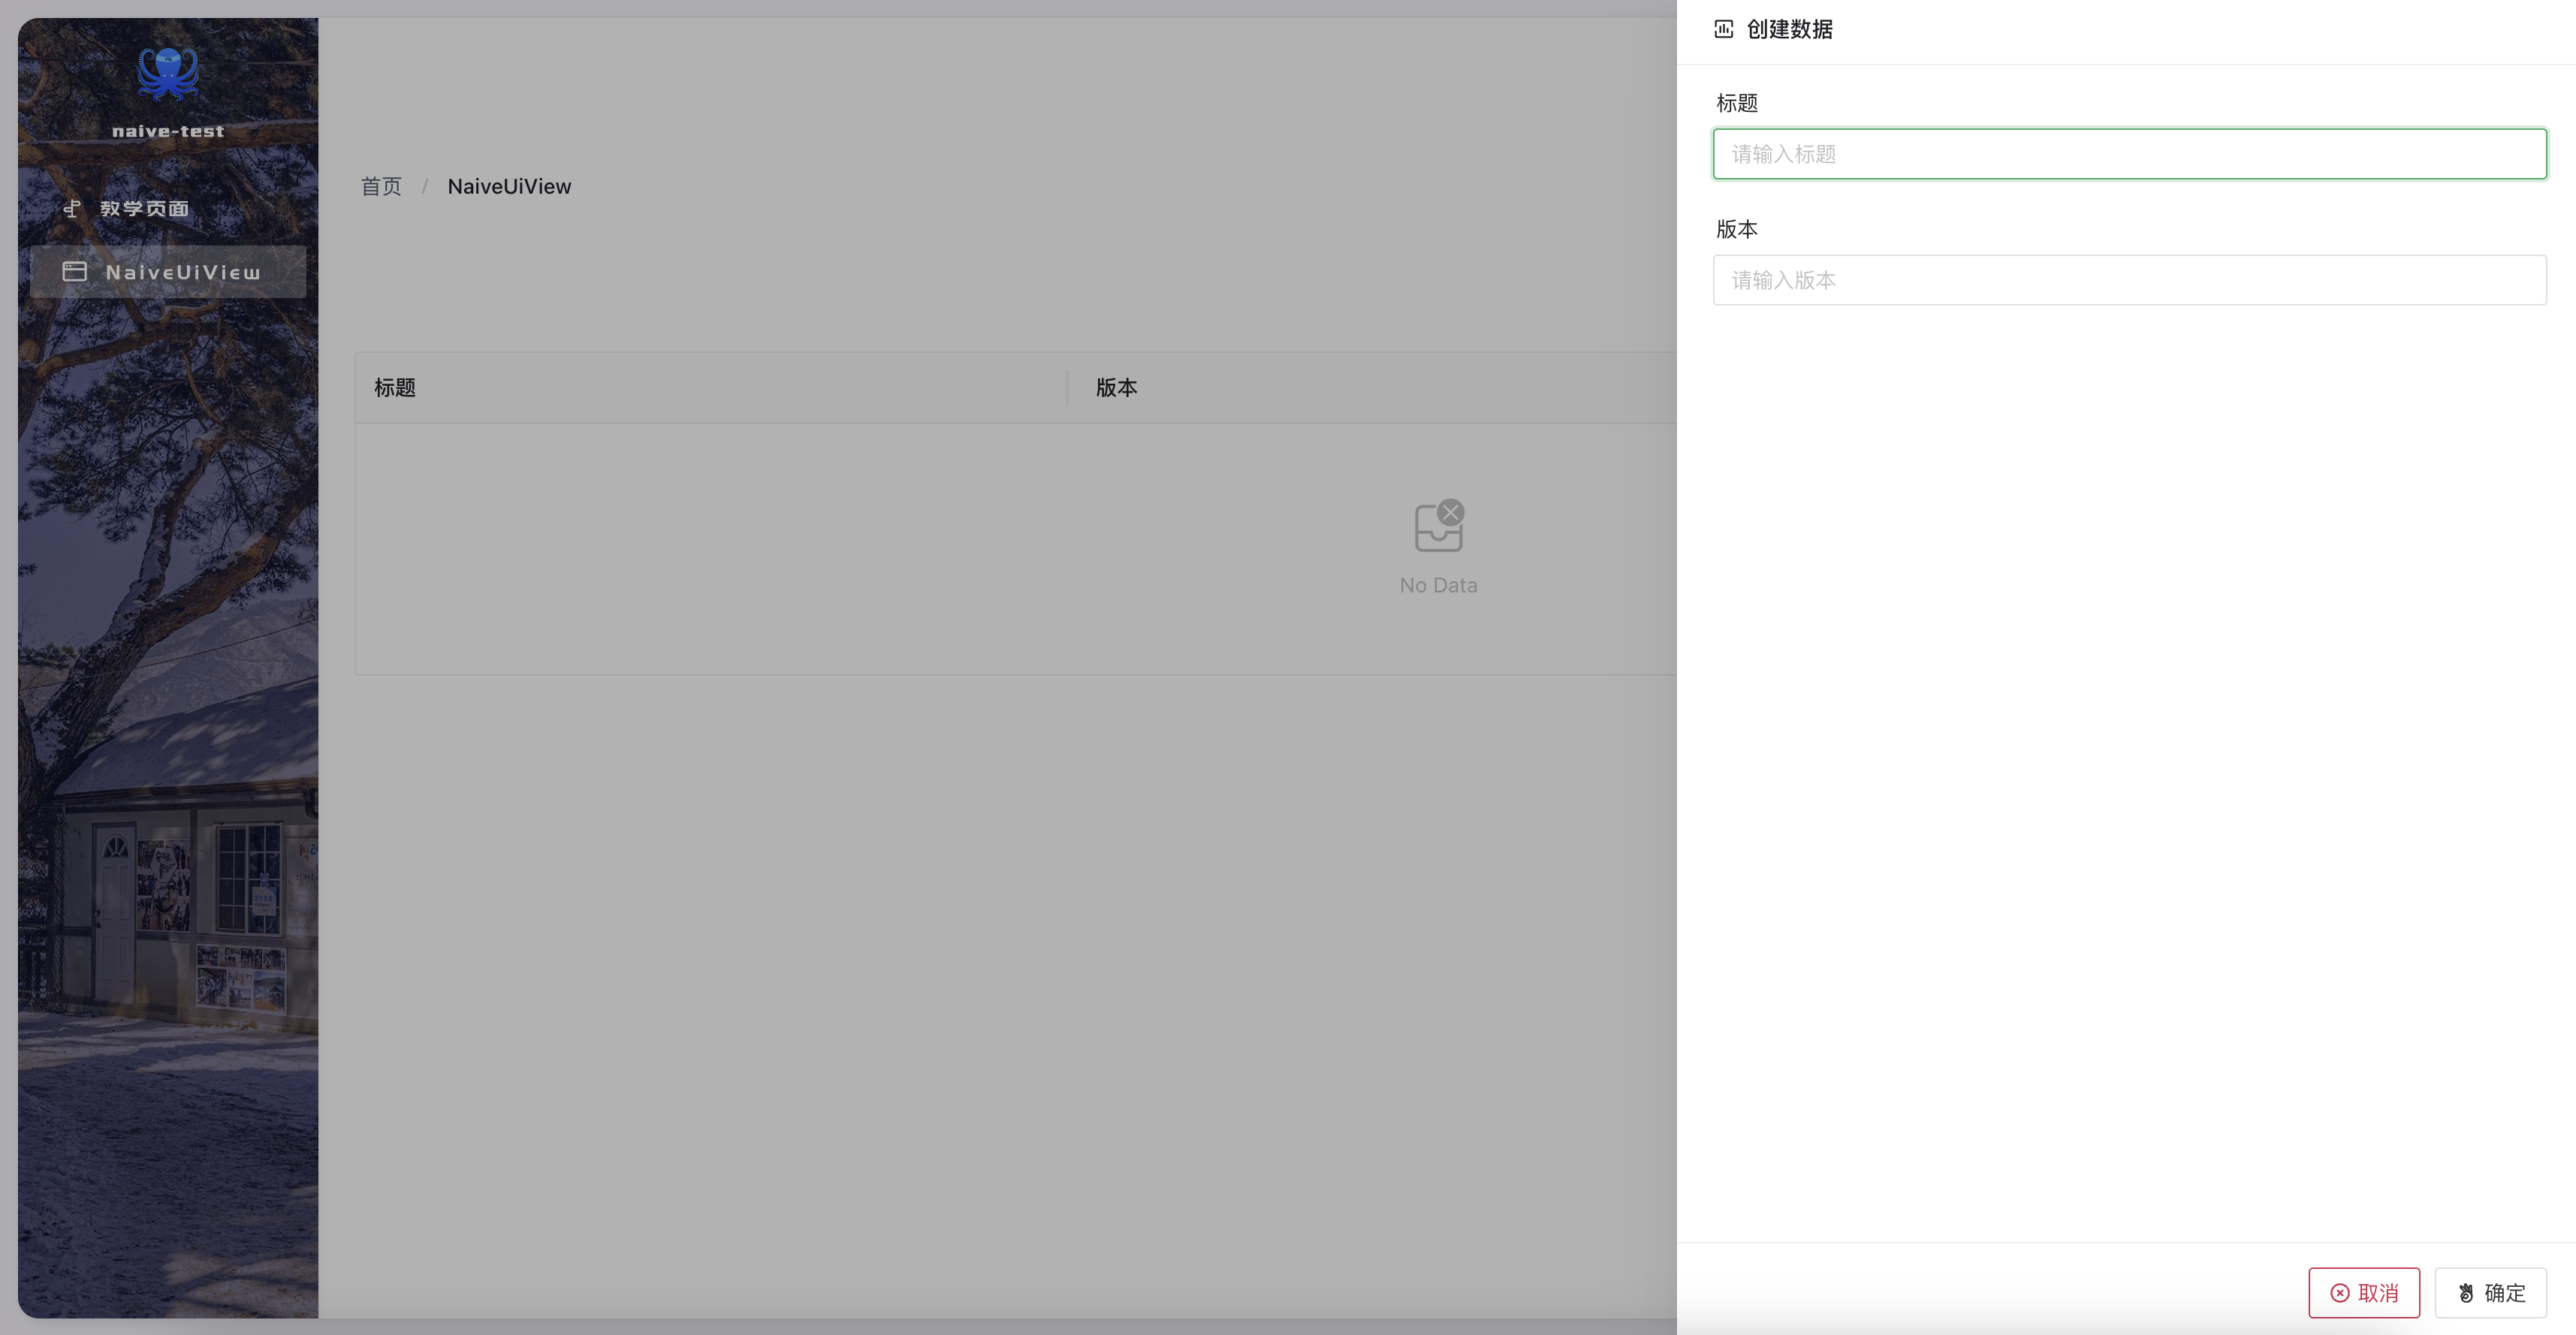 naive-test
教学页面
NaiveUiView
首页 / NaiveUiView
标题
版本
No Data
创建数据
标题
请输入标题
版本
请输入版本
取消
确定